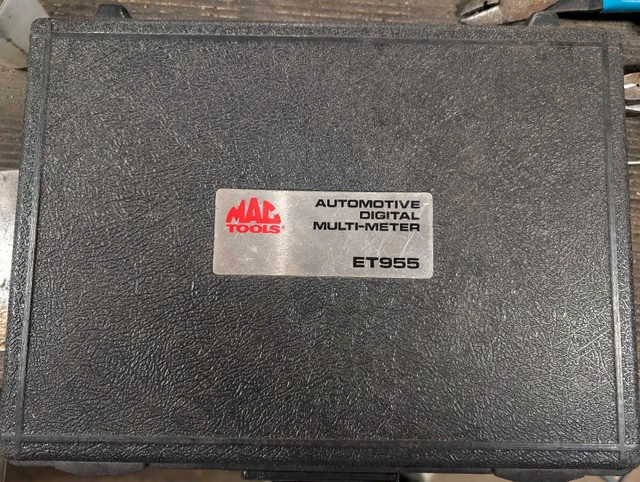 MAC
TOOLS®
AUTOMOTIVE
DIGITAL
MULTI-METER
ET955